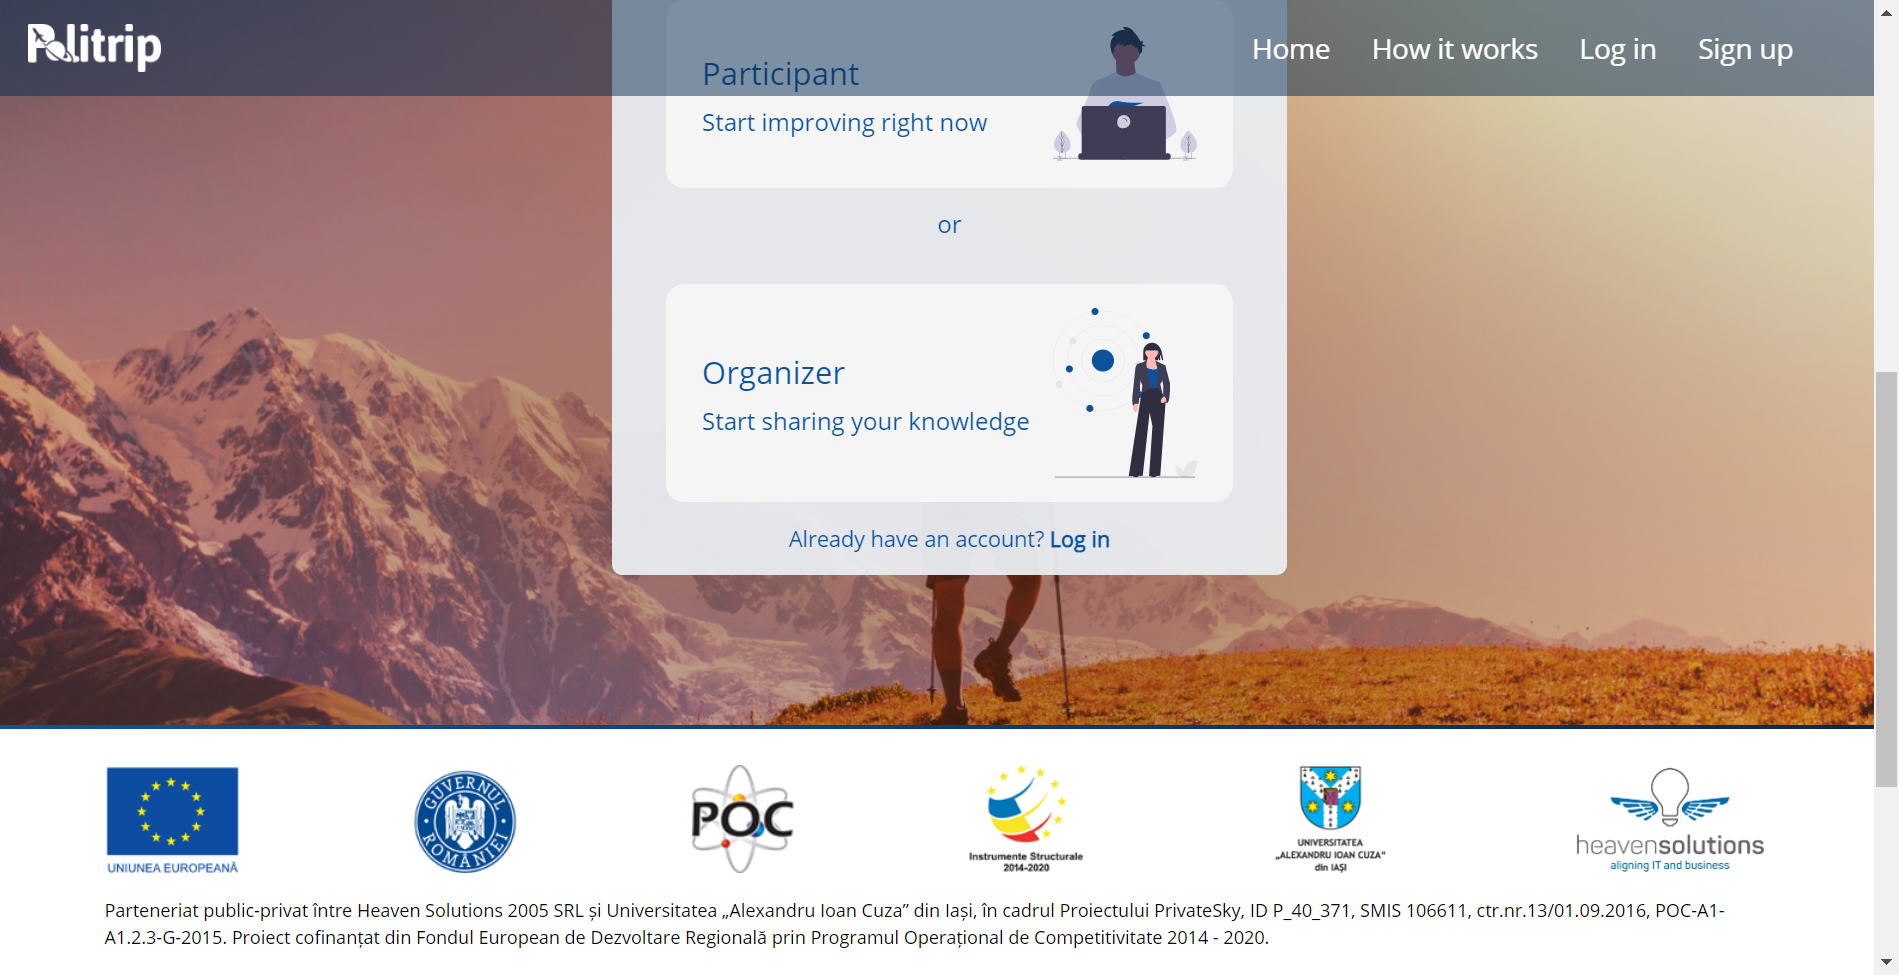 Politrip
Home How it works Log in Sign up
Participant
Start improving right now
or
Organizer
Start sharing your knowledge
Already have an account? Log in
UNIUNEA EUROPEANĂ
GUVERNUL ROMÂNIEI
POC
Instrumente Structurale
2014-2020
UNIVERSITATEA
„ALEXANDRU IOAN CUZA”
din IAŞI
heavensolutions
aligning IT and business
Parteneriat public-privat între Heaven Solutions 2005 SRL și Universitatea „Alexandru Ioan Cuza” din Iași, în cadrul Proiectului PrivateSky, ID P_40_371, SMIS 106611, ctr.nr.13/01.09.2016, POC-A1-
A1.2.3-G-2015. Proiect cofinanțat din Fondul European de Dezvoltare Regională prin Programul Operațional de Competitivitate 2014 - 2020.